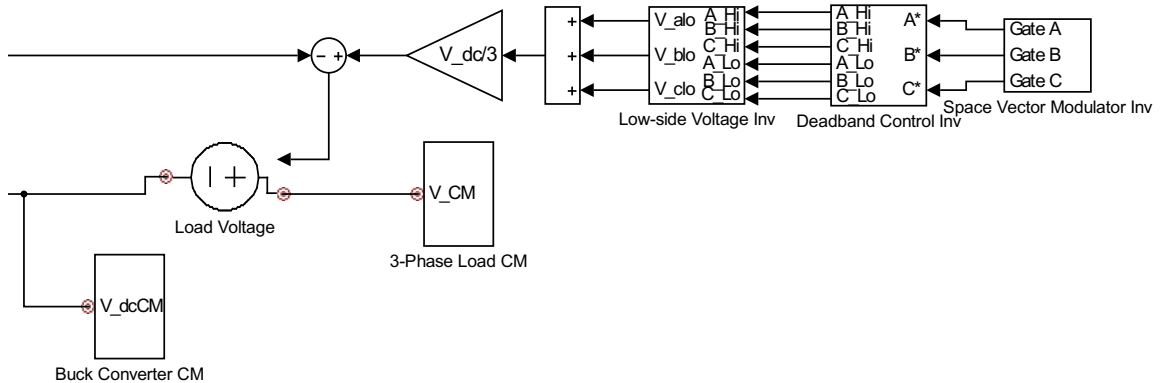 A_Hi
B_Hi
C_Hi
A_Lo
B_Lo
C_Lo
A_Hi
B_Hi
C_Hi
A_Lo
B_Lo
C_Lo
V_alo
V_blo
V_clo
A*
B*
C*
Gate A
Gate B
Gate C
- +
V_dc/3
+
+
+
Low-side Voltage Inv
Deadband Control Inv
Space Vector Modulator Inv
Load Voltage
V_CM
3-Phase Load CM
V_dcCM
Buck Converter CM